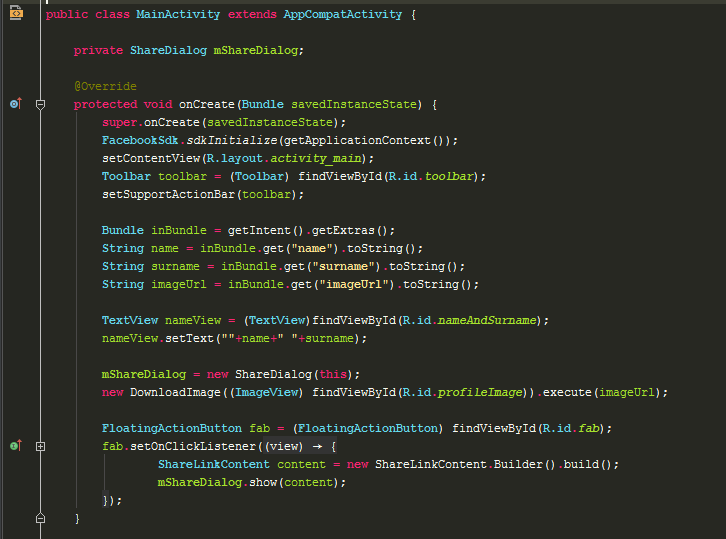 public class MainActivity extends AppCompatActivity {
private ShareDialog mShareDialog;
@Override
protected void onCreate(Bundle savedInstanceState) {
super.onCreate(savedInstanceState);
FacebookSdk.sdkInitialize(getApplicationContext());
setContentView(R.layout.activity_main);
Toolbar toolbar = (Toolbar) findViewById(R.id.toolbar);
setSupportActionBar(toolbar);
Bundle inBundle = getIntent().getExtras();
String name = inBundle.get("name").toString();
String surname = inBundle.get("surname").toString();
String imageUrl = inBundle.get("imageUrl").toString();
TextView nameView = (TextView)findViewById(R.id.nameAndSurname);
nameView.setText(""+name+" "+surname);
mShareDialog = new ShareDialog(this);
new DownloadImage((ImageView) findViewById(R.id.profileImage)).execute(imageUrl);
FloatingActionButton fab = (FloatingActionButton) findViewById(R.id.fab);
fab.setOnClickListener((view) → {
ShareLinkContent content = new ShareLinkContent.Builder().build();
mShareDialog.show(content);
});
}